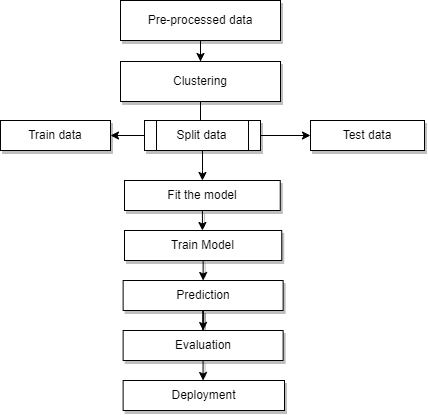 Pre-processed data
Clustering
Train data
Split data
Test data
Fit the model
Train Model
Prediction
Evaluation
Deployment